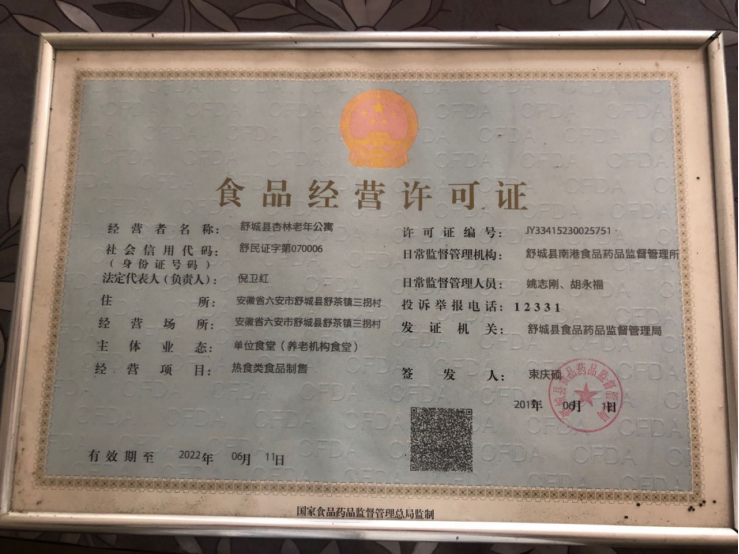 食品经营许可证
经营者名称： 舒城县杏林老年公寓
社会信用代码： 舒民证字第070006
（身份证号码）
法定代表人（负责人）： 倪卫红
住所： 安徽省六安市舒城县舒茶镇三拐村
经营场所： 安徽省六安市舒城县舒茶镇三拐村
主体业态： 单位食堂（养老机构食堂）
经营项目： 热食类食品制售
有效期至 2022年 06月 11日
许可证编号： JY33415230025751
日常监督管理机构： 舒城县南港食品药品监督管理所
日常监督管理人员： 姚志刚、胡永福
投诉举报电话：12331
发证机关： 舒城县食品药品监督管理局
签发人： 束庆硕
年 06月 日
国家食品药品监督管理总局监制